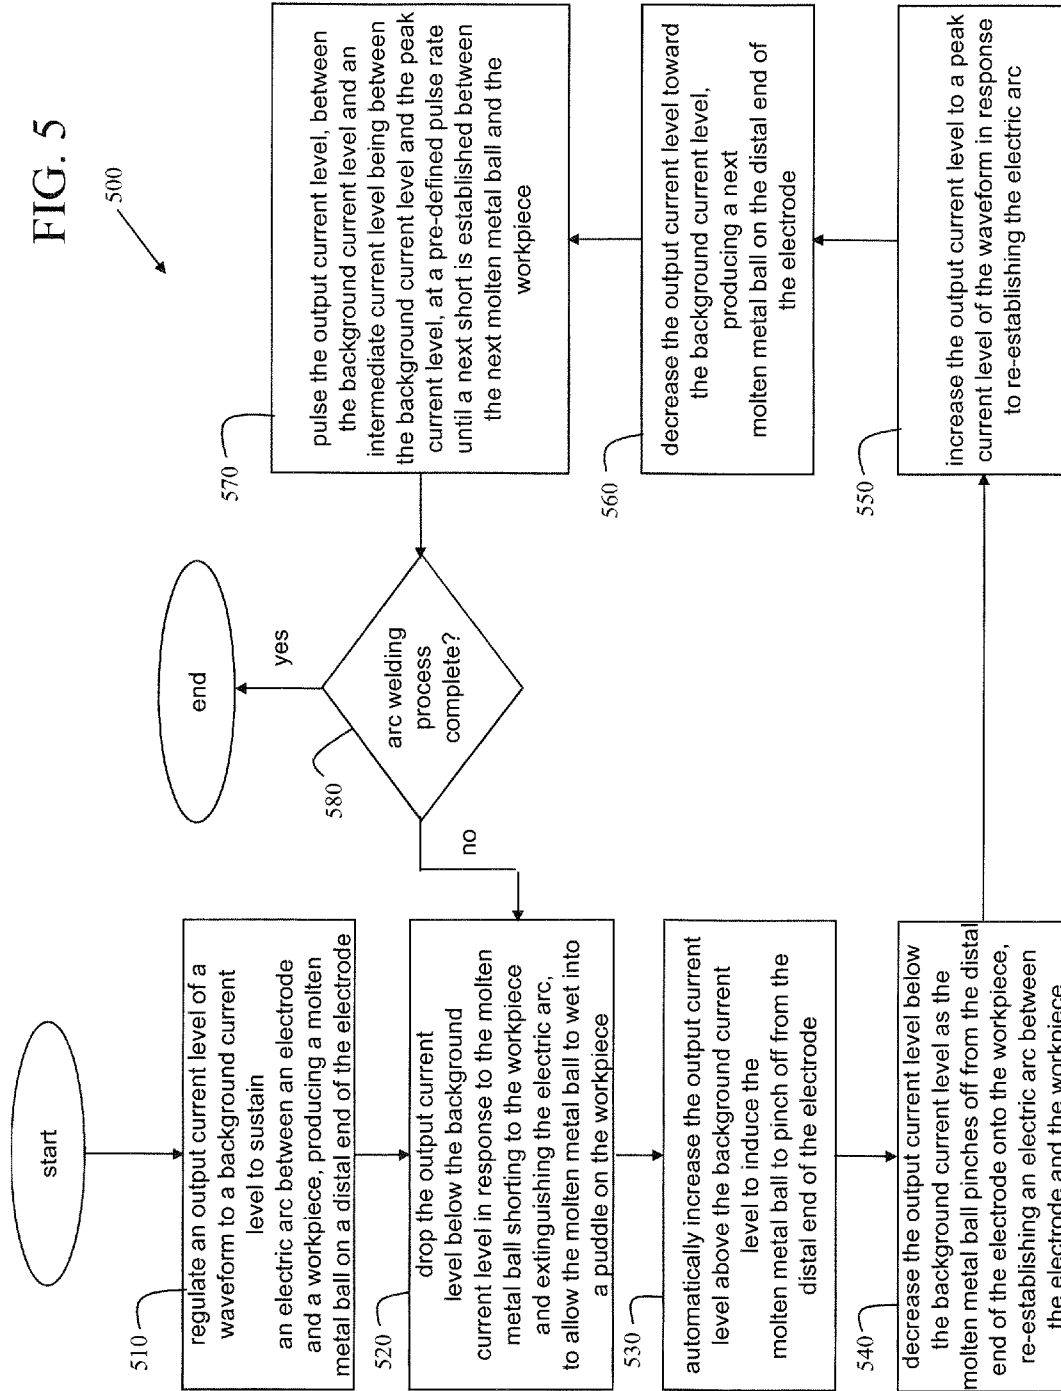 FIG. 5
500
start
510
regulate an output current level of a
waveform to a background current
level to sustain
an electric arc between an electrode
and a workpiece, producing a molten
metal ball on a distal end of the electrode
520
drop the output current
level below the background
current level in response to the molten
metal ball shorting to the workpiece
and extinguishing the electric arc,
to allow the molten metal ball to wet into
a puddle on the workpiece
530
automatically increase the output current
level above the background current
level to induce the
molten metal ball to pinch off from the
distal end of the electrode
540
decrease the output current level below
the background current level as the
molten metal ball pinches off from the distal
end of the electrode onto the workpiece,
re-establishing an electric arc between
the electrode and the workpiece
550
increase the output current level to a peak
current level of the waveform in response
to re-establishing the electric arc
560
decrease the output current level toward
the background current level,
producing a next
molten metal ball on the distal end of
the electrode
570
pulse the output current level, between
the background current level and an
intermediate current level being between
the background current level and the peak
current level, at a pre-defined pulse rate
until a next short is established between
the next molten metal ball and the
workpiece
580
arc welding
process
complete?
no
yes
end